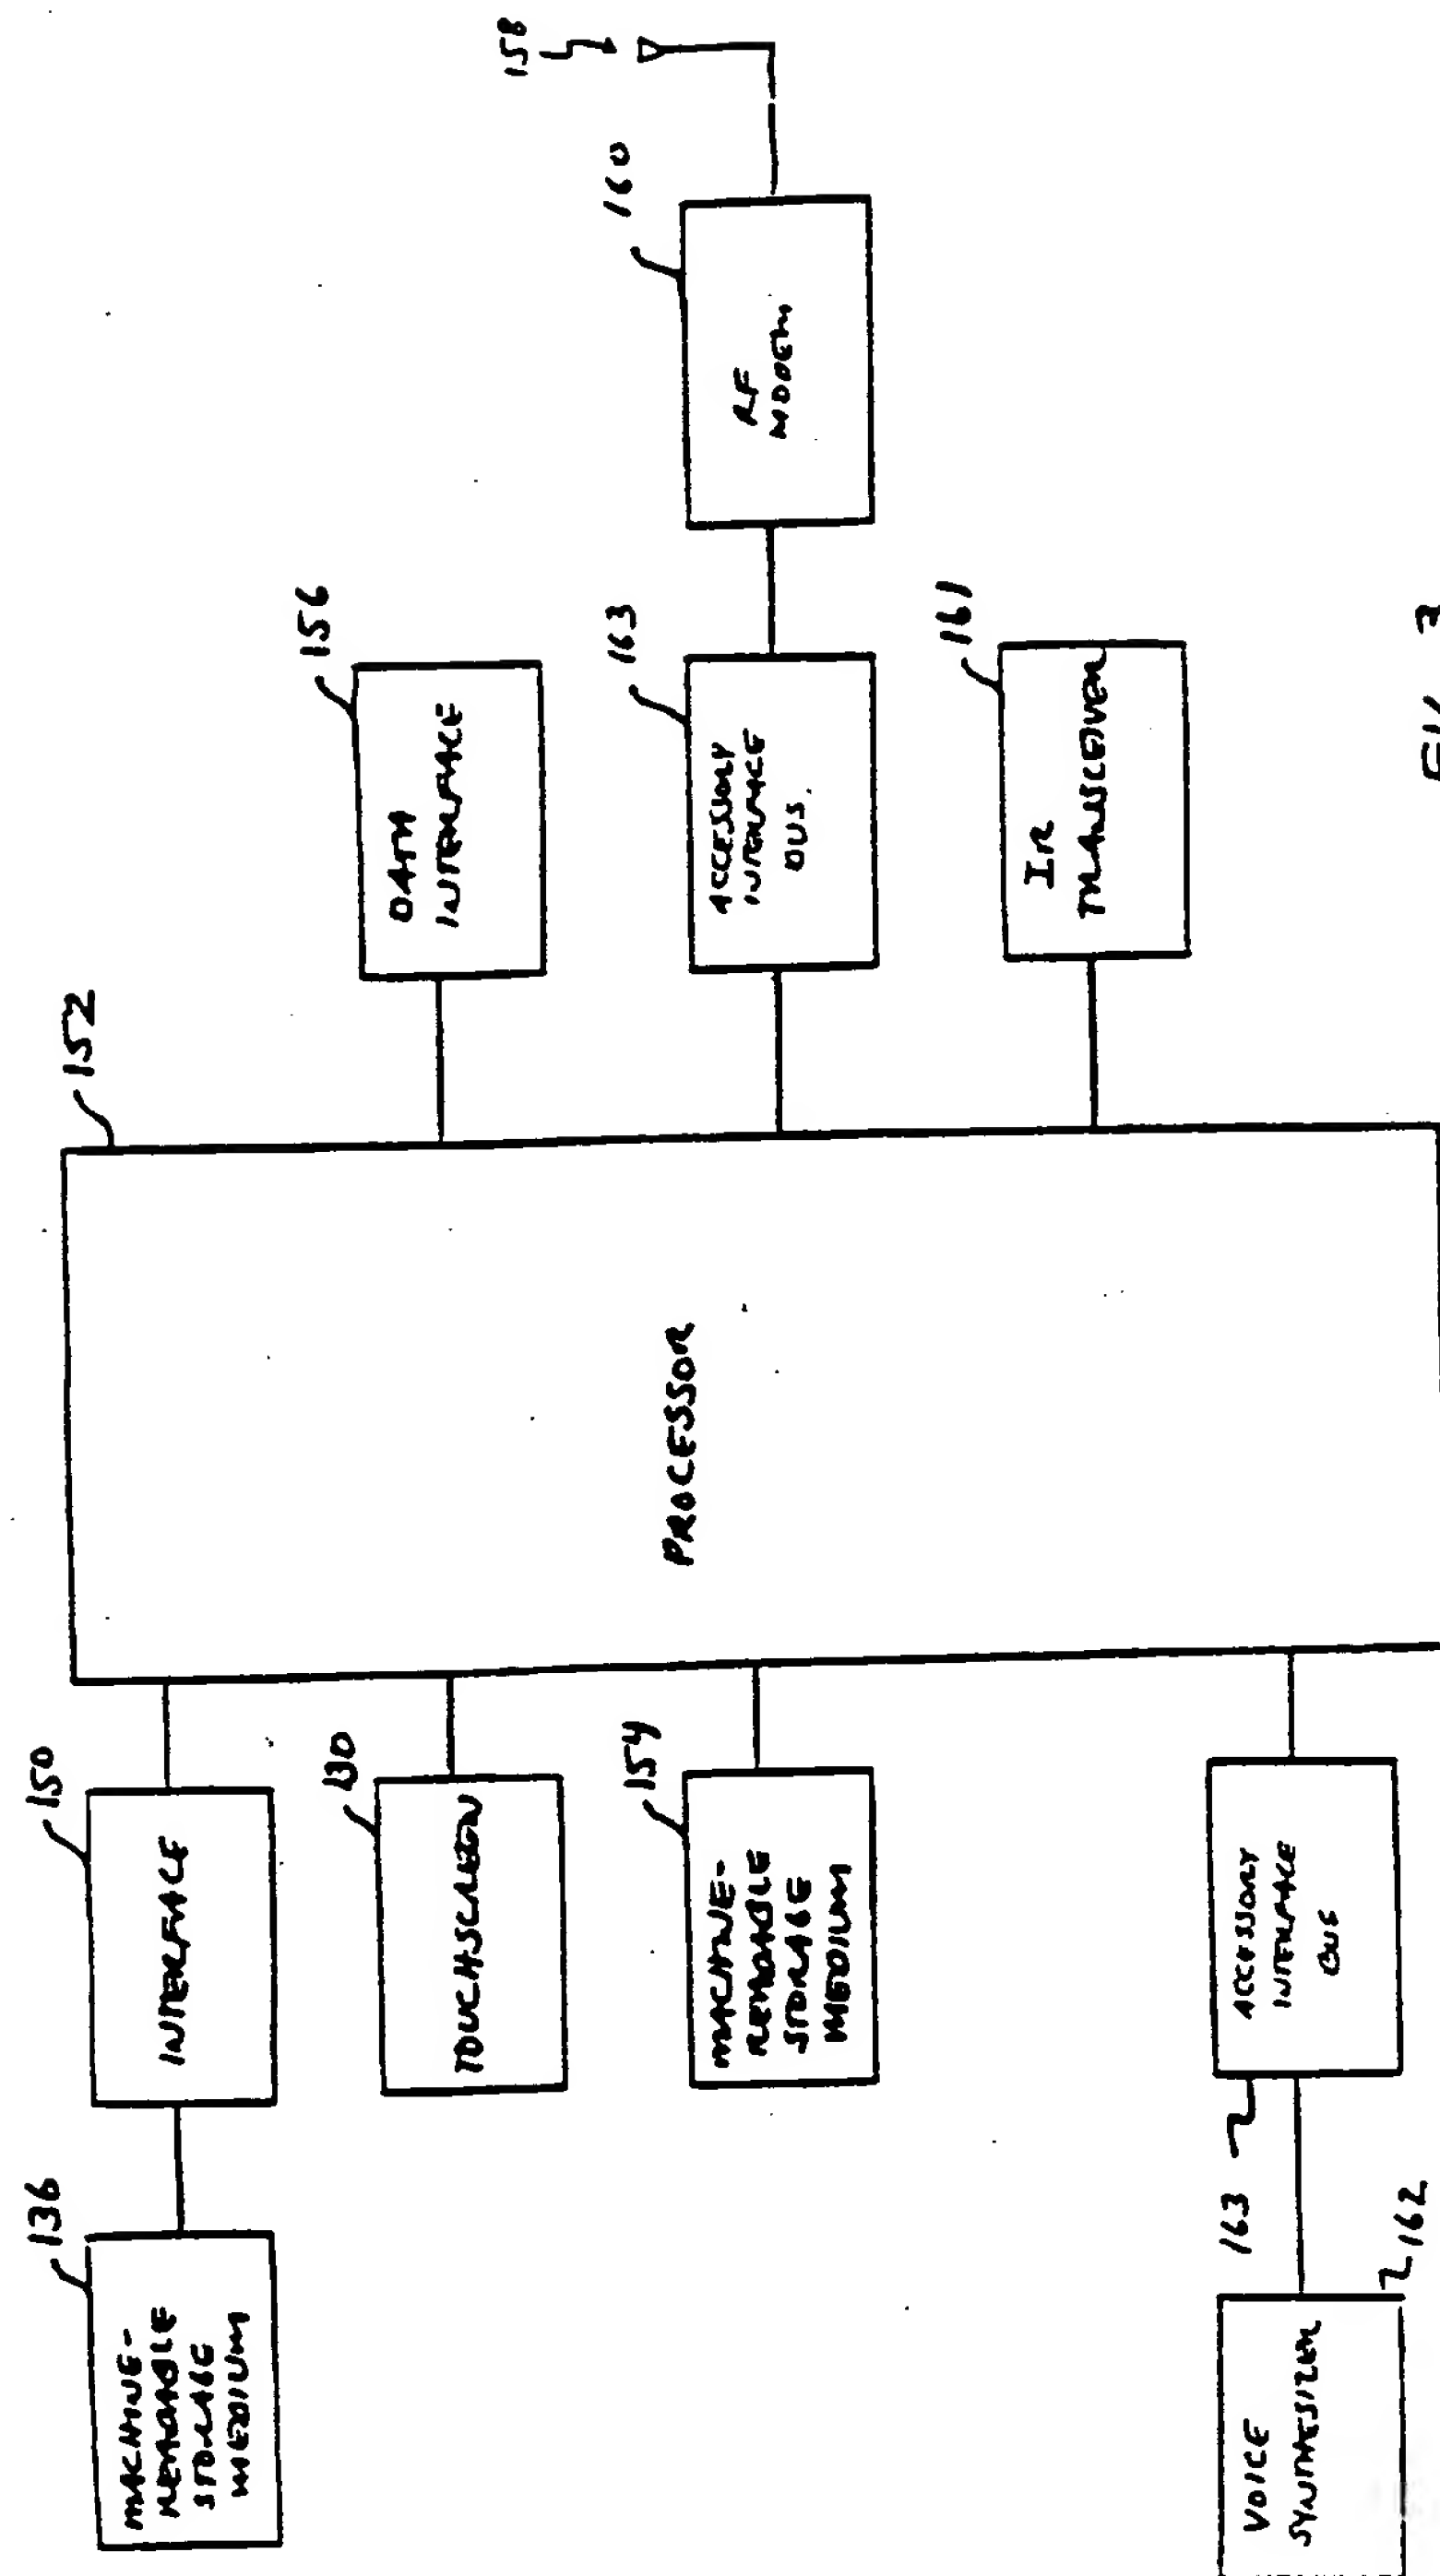 136
MACHINE-
READABLE
STORAGE
MEDIUM
150
INTERFACE
130
TOUCHSCREEN
154
MACHINE-
READABLE
STORAGE
MEDIUM
163
ACCESSORY
INTERFACE
BUS
162
VOICE
SYNTHESIZER
152
PROCESSOR
156
DATA
INTERFACE
163
ACCESSORY
INTERFACE
BUS.
161
IR
TRANSCEIVER
160
RF
MODEM
158